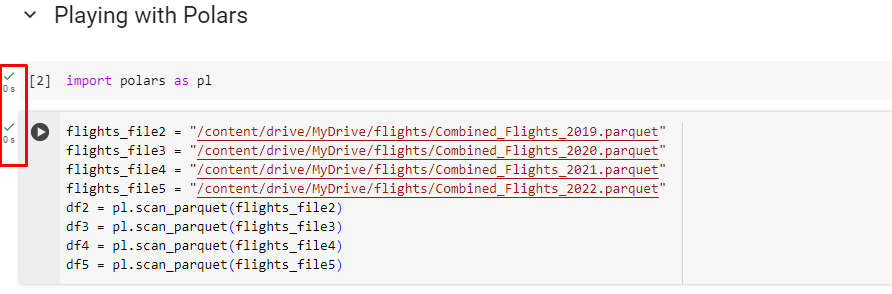 Playing with Polars
0 s
[2] import polars as pl
0 s
flights_file2 = "/content/drive/MyDrive/flights/Combined_Flights_2019.parquet"
flights_file3 = "/content/drive/MyDrive/flights/Combined_Flights_2020.parquet"
flights_file4 = "/content/drive/MyDrive/flights/Combined_Flights_2021.parquet"
flights_file5 = "/content/drive/MyDrive/flights/Combined_Flights_2022.parquet"
df2 = pl.scan_parquet(flights_file2)
df3 = pl.scan_parquet(flights_file3)
df4 = pl.scan_parquet(flights_file4)
df5 = pl.scan_parquet(flights_file5)